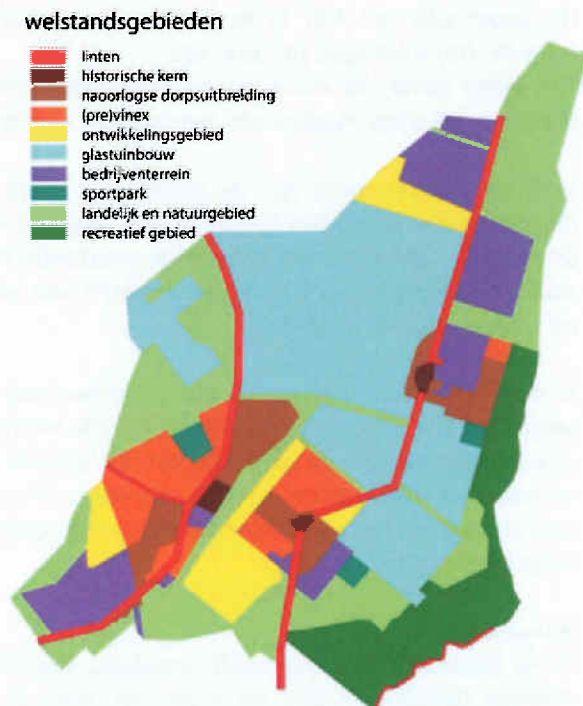 welstandsgebieden
linten
historische kern
naoorlogse dorpsuitbreiding
(pre)vinex
ontwikkelingsgebied
glastuinbouw
bedrijventerrein
sportpark
landelijk en natuurgebied
recreatief gebied